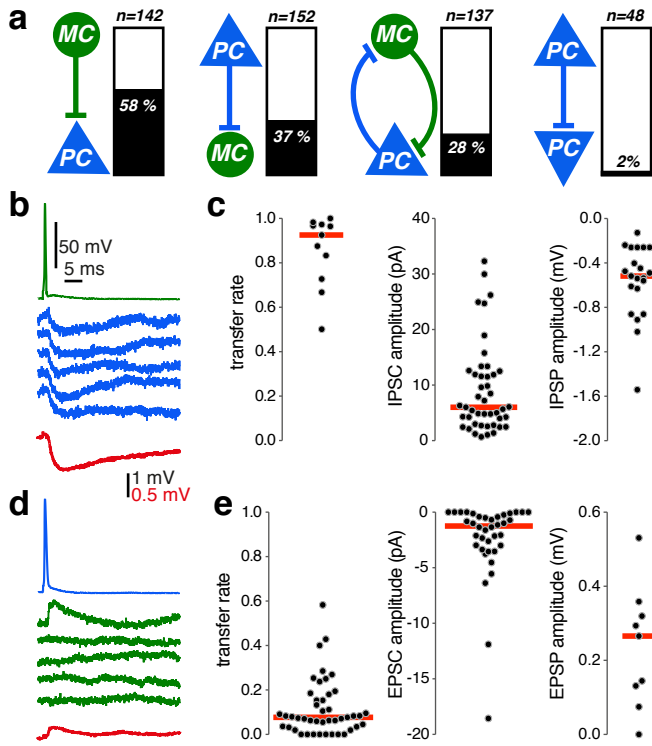 a
n=142
n=152
n=137
n=48
MC
PC
MC
PC
PC
58 %
37 %
28 %
2%
PC
MC
PC
PC
b
50 mV
5 ms
1 mV
0.5 mV
c
transfer rate
1.0
0.8
0.6
0.4
0.2
0.0
IPSC amplitude (pA)
40
30
20
10
0
IPSP amplitude (mV)
0.0
-0.4
-0.8
-1.2
-1.6
-2.0
d
e
transfer rate
1.0
0.8
0.6
0.4
0.2
0.0
EPSC amplitude (pA)
0
-5
-10
-15
-20
EPSP amplitude (mV)
0.6
0.4
0.2
0.0